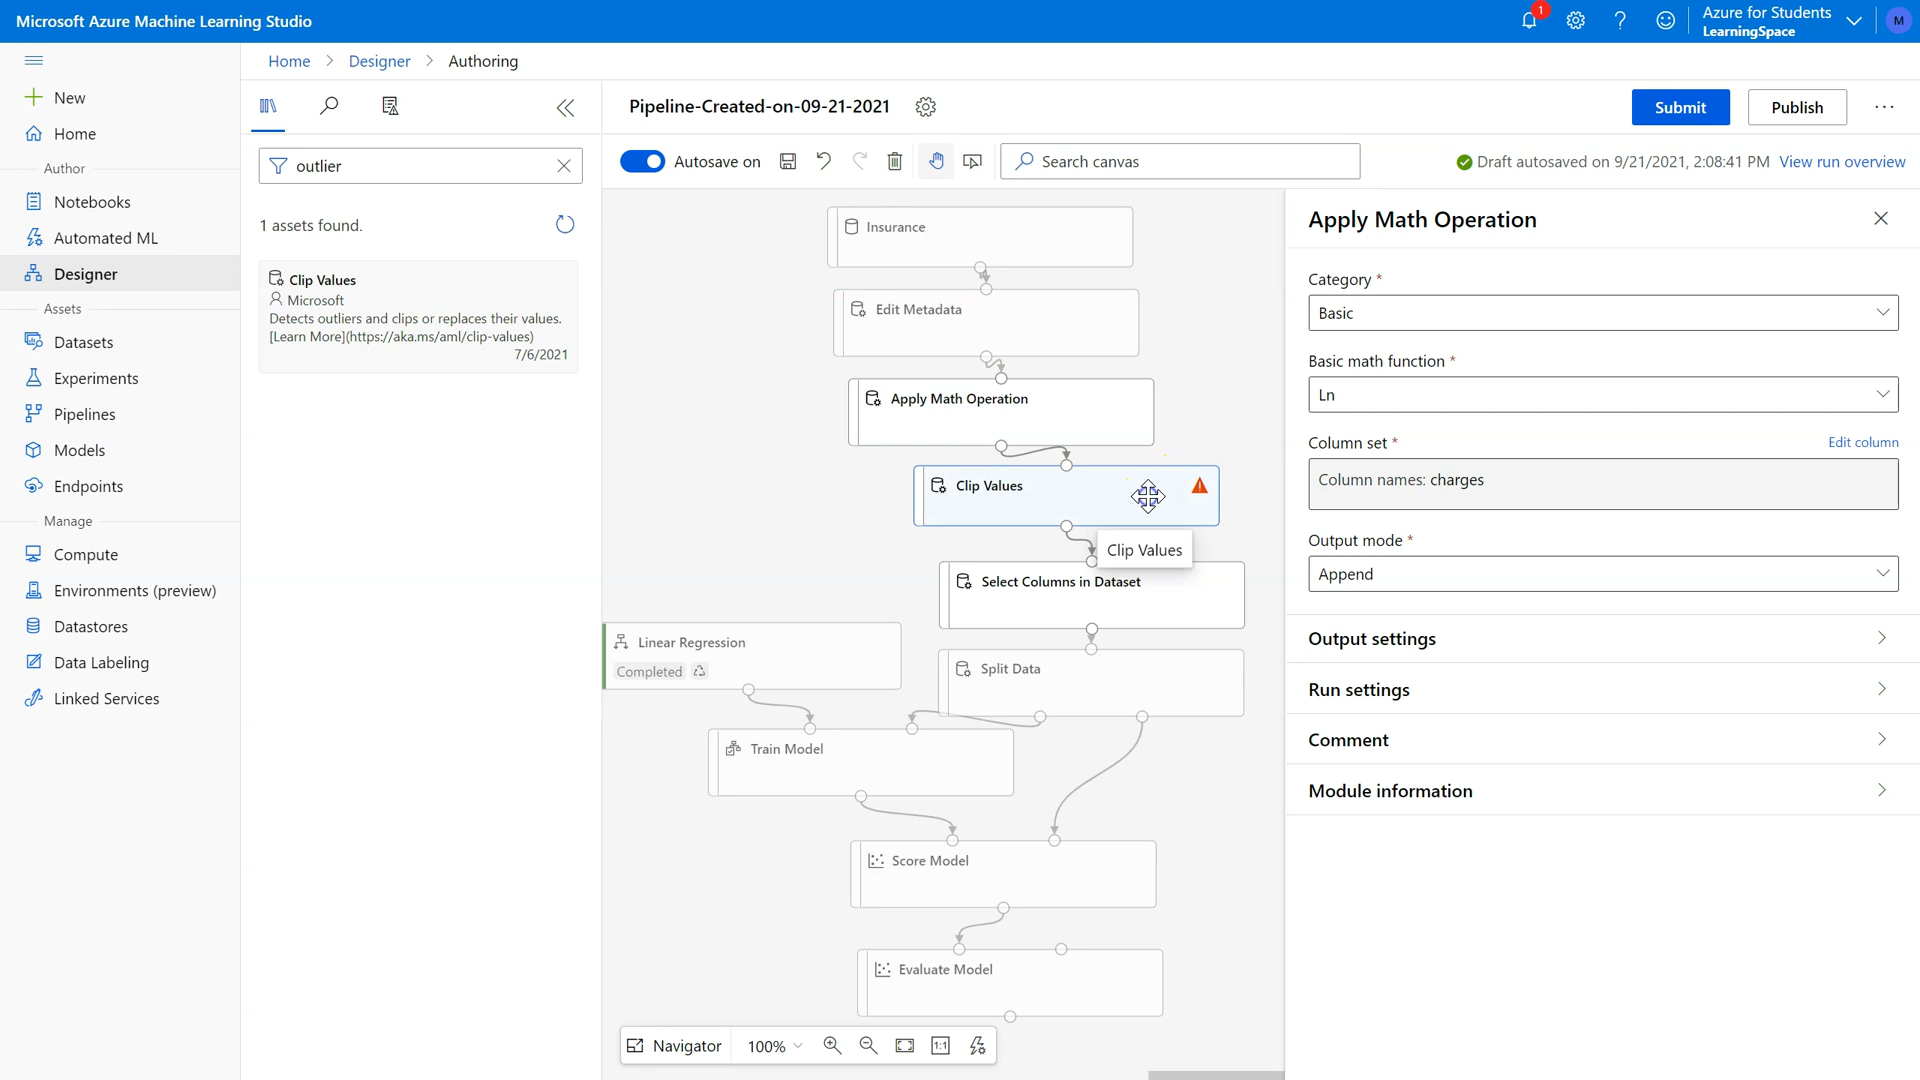 Microsoft Azure Machine Learning Studio
1
Azure for Students
LearningSpace
M
Home > Designer > Authoring
New
Home
Author
Notebooks
Automated ML
Designer
Assets
Datasets
Experiments
Pipelines
Models
Endpoints
Manage
Compute
Environments (preview)
Datastores
Data Labeling
Linked Services
outlier
1 assets found.
Clip Values
Microsoft
Detects outliers and clips or replaces their values.
[Learn More](https://aka.ms/aml/clip-values)
7/6/2021
Pipeline-Created-on-09-21-2021
Submit
Publish
Autosave on
Search canvas
Draft autosaved on 9/21/2021, 2:08:41 PM View run overview
Insurance
Edit Metadata
Apply Math Operation
Clip Values
Clip Values
Select Columns in Dataset
Linear Regression
Completed
Split Data
Train Model
Score Model
Evaluate Model
Navigator
100%
1:1
Apply Math Operation
Category *
Basic
Basic math function *
Ln
Column set *
Edit column
Column names: charges
Output mode *
Append
Output settings
Run settings
Comment
Module information